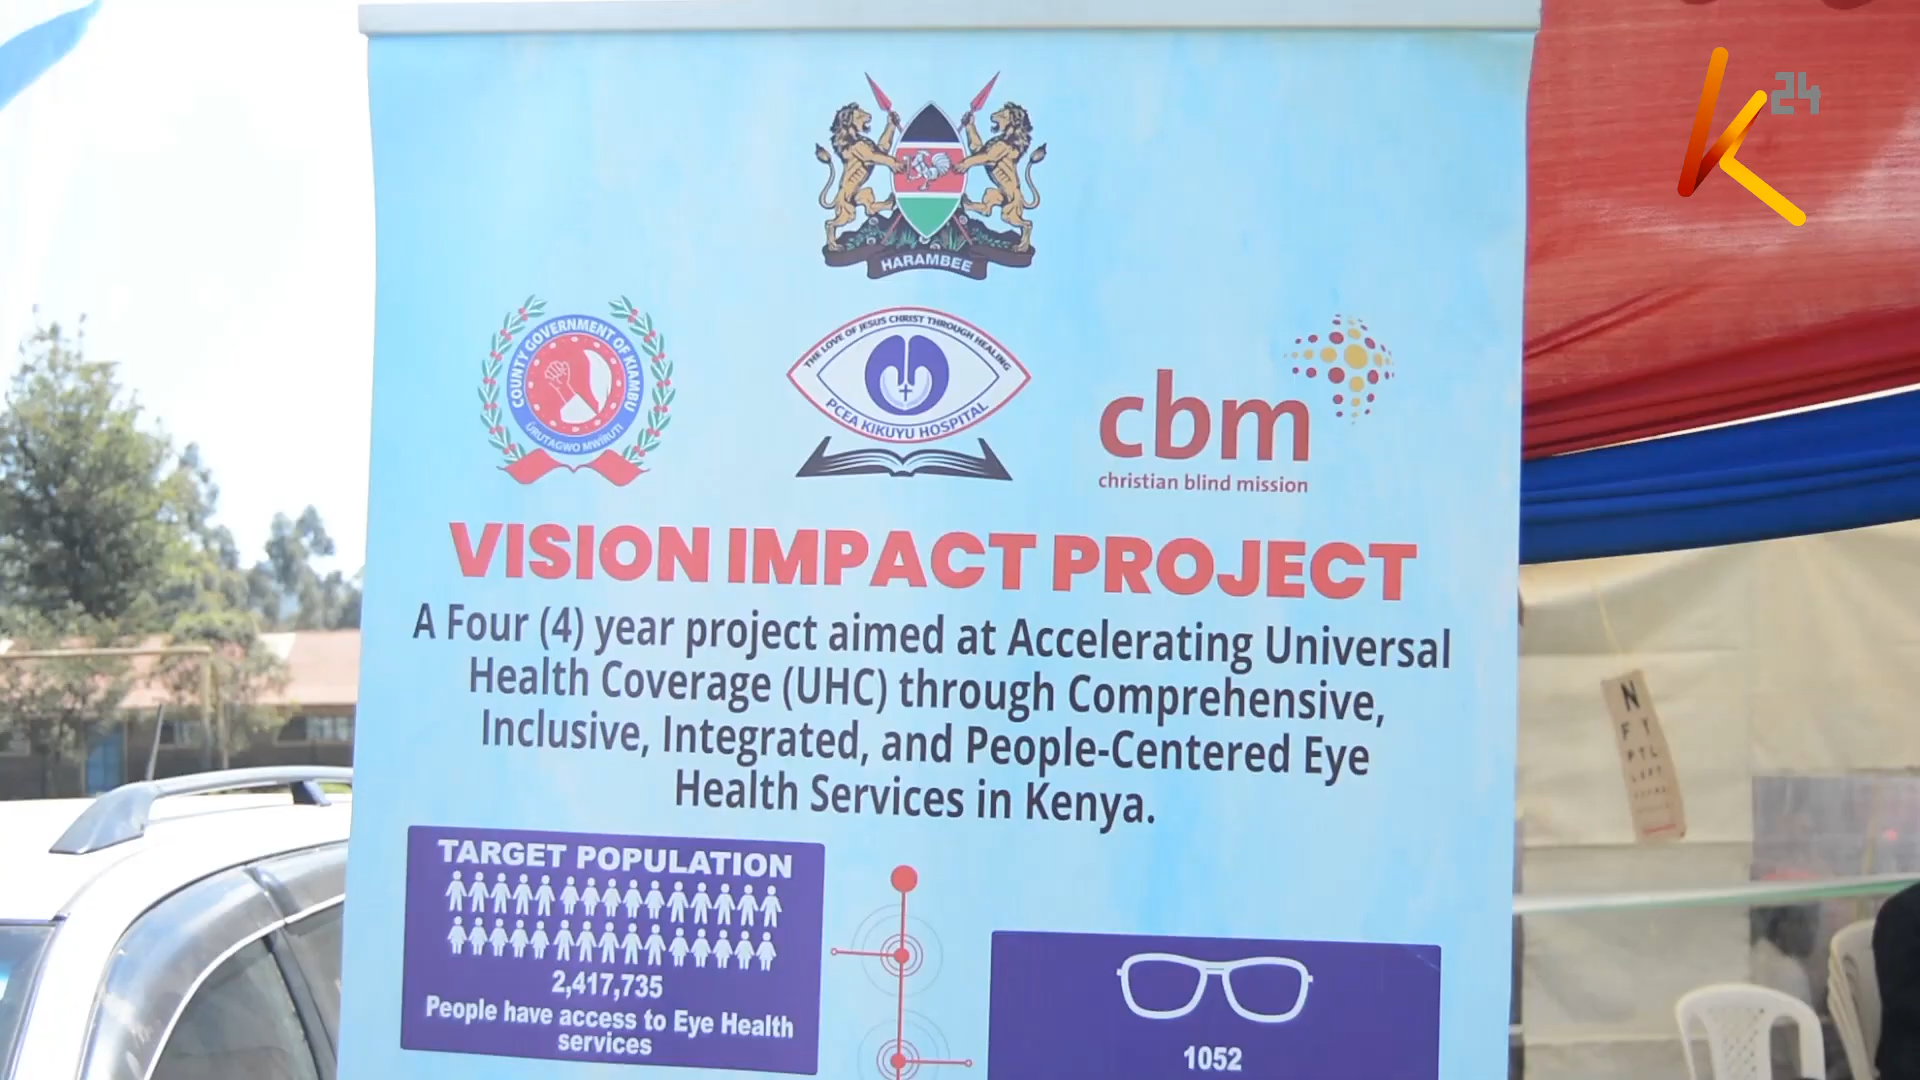 K24
HARAMBEE
COUNTY GOVERNMENT OF KIAMBU
ÚRUTAGWO MWĨRUTI
THE LOVE OF JESUS CHRIST THROUGH HEALING
PCEA KIKUYU HOSPITAL
cbm
christian blind mission
VISION IMPACT PROJECT
A Four (4) year project aimed at Accelerating Universal
Health Coverage (UHC) through Comprehensive,
Inclusive, Integrated, and People-Centered Eye
Health Services in Kenya.
TARGET POPULATION
2,417,735
People have access to Eye Health
services
1052
N
F Y